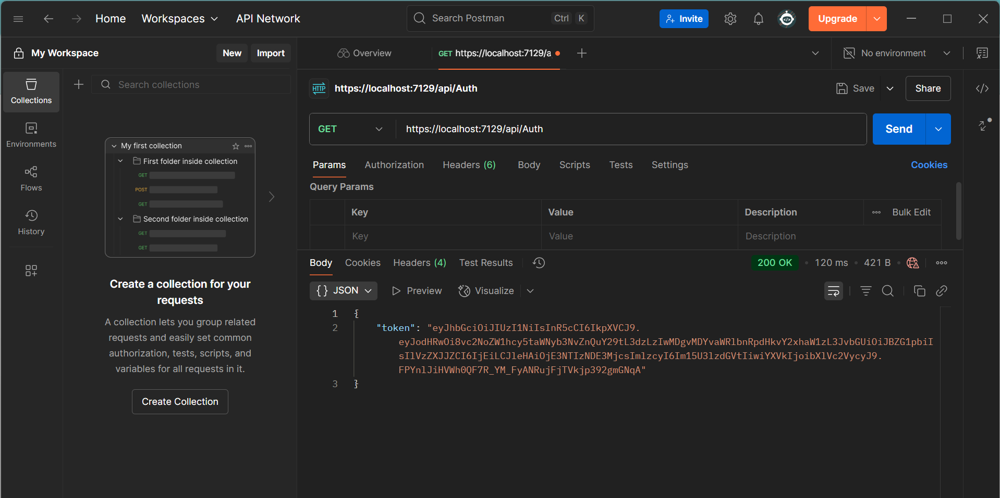 Home Workspaces API Network
Search Postman Ctrl K
Invite
Upgrade
My Workspace
New Import
Overview
GET https://localhost:7129/a
No environment
Collections
Search collections
https://localhost:7129/api/Auth
Save Share
Environments
GET https://localhost:7129/api/Auth
Send
My first collection
First folder inside collection
GET
POST
GET
Second folder inside collection
GET
GET
Flows
History
Create a collection for your
requests
A collection lets you group related
requests and easily set common
authorization, tests, scripts, and
variables for all requests in it.
Create Collection
Params Authorization Headers (6) Body Scripts Tests Settings Cookies
Query Params
Key Value Description Bulk Edit
Key Value Description
Body Cookies Headers (4) Test Results
200 OK • 120 ms • 421 B •
{} JSON Preview Visualize
1 {
2 "token": "eyJhbGciOiJIUzI1NiIsInR5cCI6IkpXVCJ9.
eyJodHRwOi8vc2NoZW1hcy5taWNyb3NvZnQuY29tL3dzLzIwMDgvMDYvaWRlbnRpdHkvY2xhaW1zL3JvbGUiOiJBZG1pbiI
sIlVzZXJJZCI6IjEiLCJleHAiOjE3NTIzNDE3MjcsImlzcyI6Im15U3lzdGVtIiwiYXVkIjoibXlVc2VycyJ9.
FPYnlJiHVWh0QF7R_YM_FyANRujFjTVkjp392gmGNqA"
3 }